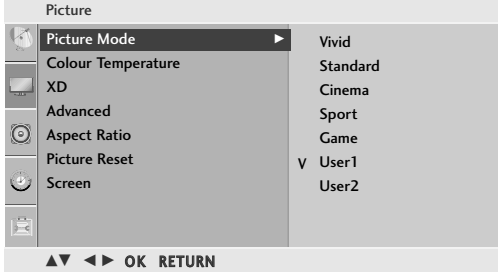 Picture
Picture Mode ►
Colour Temperature
XD
Advanced
Aspect Ratio
Picture Reset
Screen
Vivid
Standard
Cinema
Sport
Game
V User1
User2
▲▼ ◄► OK RETURN